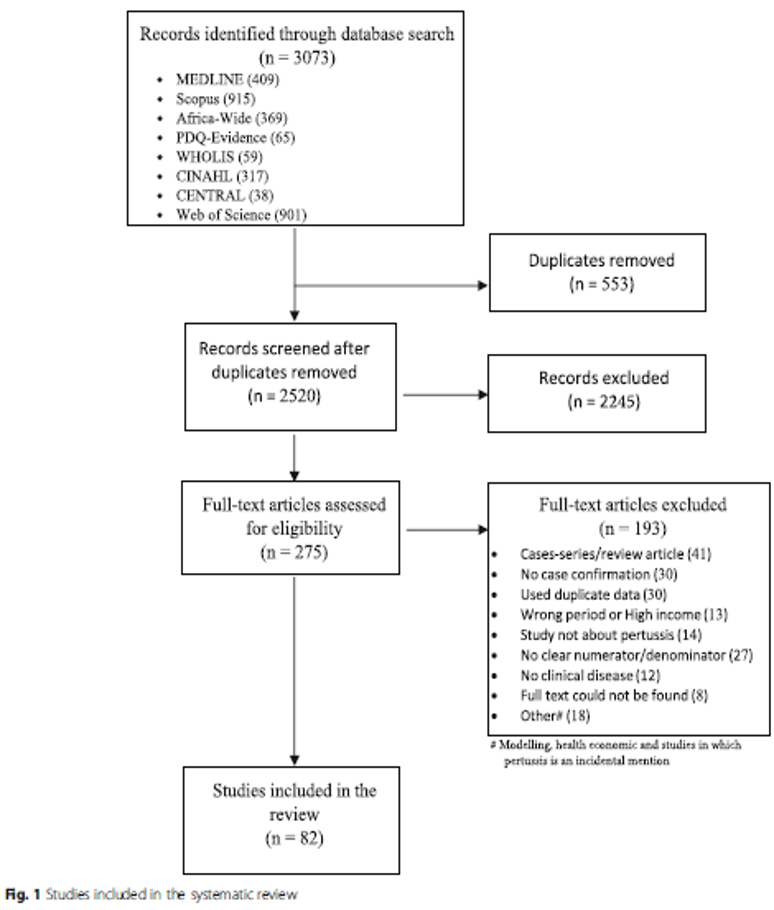 Records identified through database search
(n = 3073)
• MEDLINE (409)
• Scopus (915)
• Africa-Wide (369)
• PDQ-Evidence (65)
• WHOLIS (59)
• CINAHL (317)
• CENTRAL (38)
• Web of Science (901)
Duplicates removed
(n = 553)
Records screened after
duplicates removed
(n = 2520)
Records excluded
(n = 2245)
Full-text articles assessed
for eligibility
(n = 275)
Full-text articles excluded
(n = 193)
• Cases-series/review article (41)
• No case confirmation (30)
• Used duplicate data (30)
• Wrong period or High income (13)
• Study not about pertussis (14)
• No clear numerator/denominator (27)
• No clinical disease (12)
• Full text could not be found (8)
• Other# (18)
# Modelling, health economic and studies in which
pertussis is an incidental mention
Studies included in the
review
(n = 82)
Fig. 1 Studies included in the systematic review